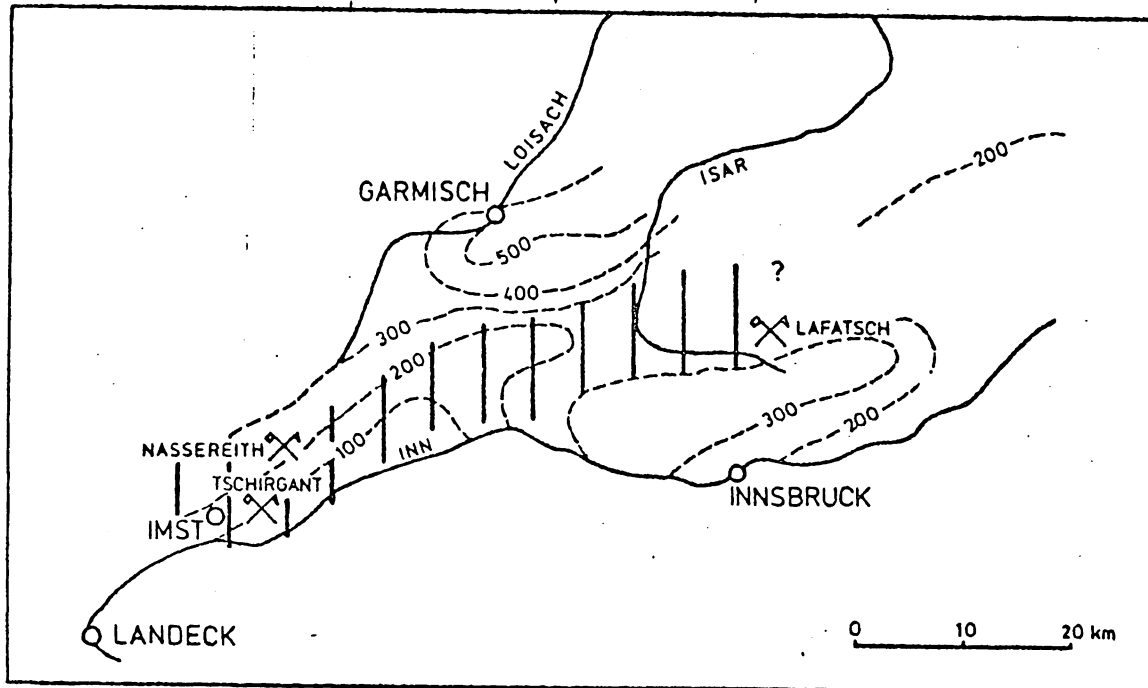 LOISACH
ISAR
200
GARMISCH
500
400
?
300
LAFATSCH
200
300
200
100
NASSEREITH
INN
TSCHIRGANT
INNSBRUCK
IMST
LANDECK
0 10 20 km